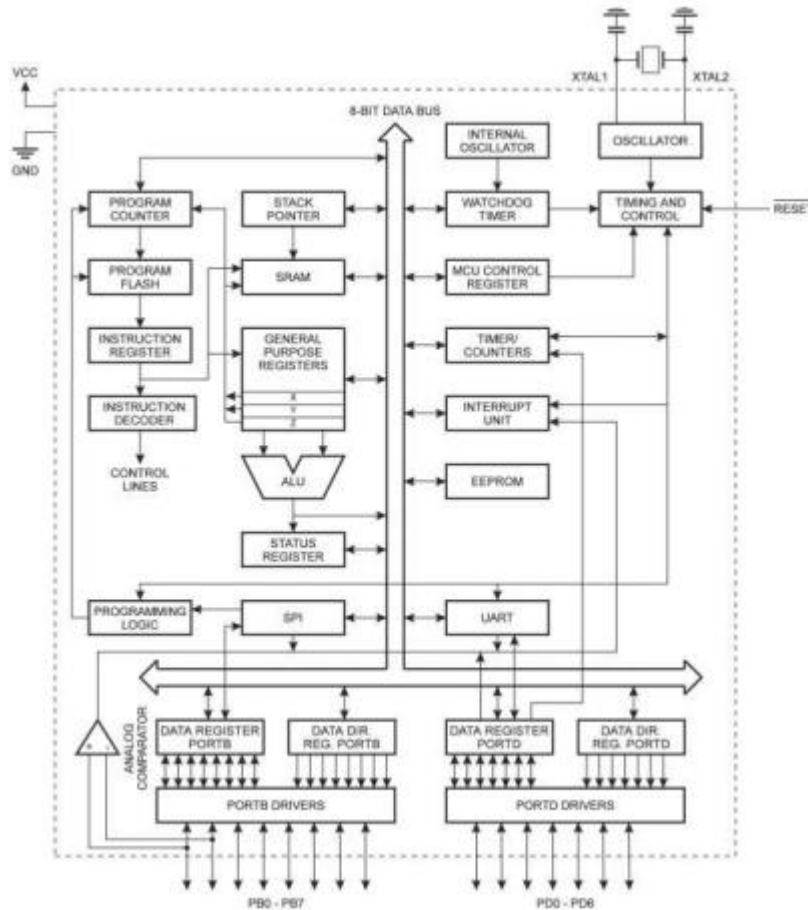 XTAL1
XTAL2
VCC
8-BIT DATA BUS
INTERNAL
OSCILLATOR
OSCILLATOR
GND
PROGRAM
COUNTER
STACK
POINTER
WATCHDOG
TIMER
TIMING AND
CONTROL
RESE
PROGRAM
FLASH
SRAM
MCU CONTROL
REGISTER
INSTRUCTION
REGISTER
GENERAL
PURPOSE
REGISTERS
TIMER/
COUNTERS
X
Y
Z
INSTRUCTION
DECODER
INTERRUPT
UNIT
CONTROL
LINES
ALU
EEPROM
STATUS
REGISTER
PROGRAMMING
LOGIC
SPI
UART
ANALOG
COMPARATOR
DATA REGISTER
PORTB
DATA DIR.
REG. PORTB
DATA REGISTER
PORTD
DATA DIR.
REG. PORTD
PORTB DRIVERS
PORTD DRIVERS
PB0 - PB7
PD0 - PD6